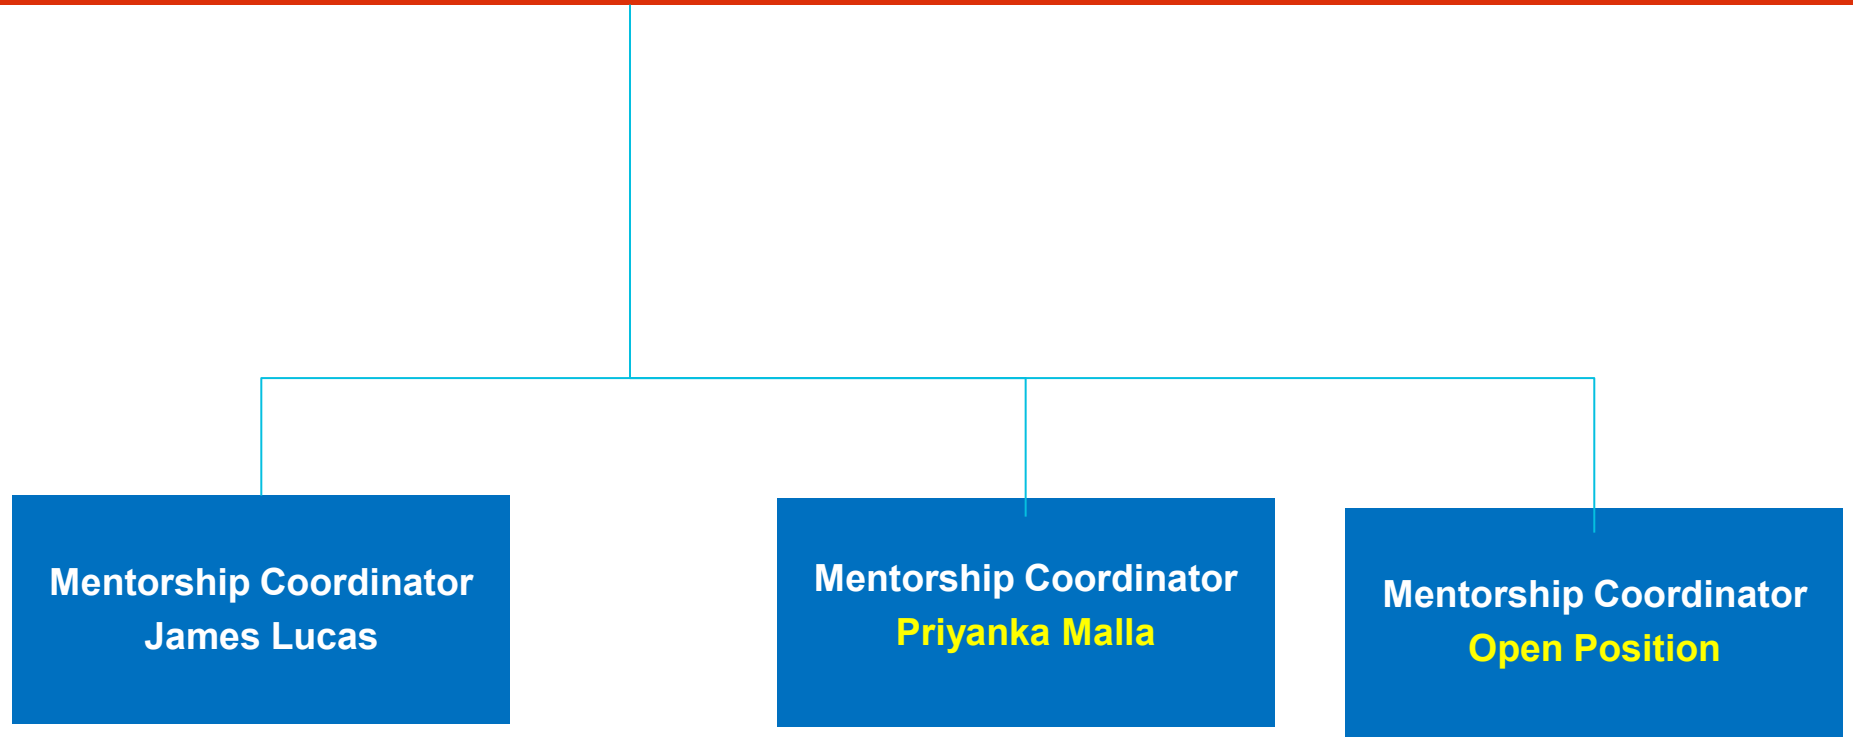 Mentorship Coordinator
James Lucas
Mentorship Coordinator
Priyanka Malla
Mentorship Coordinator
Open Position